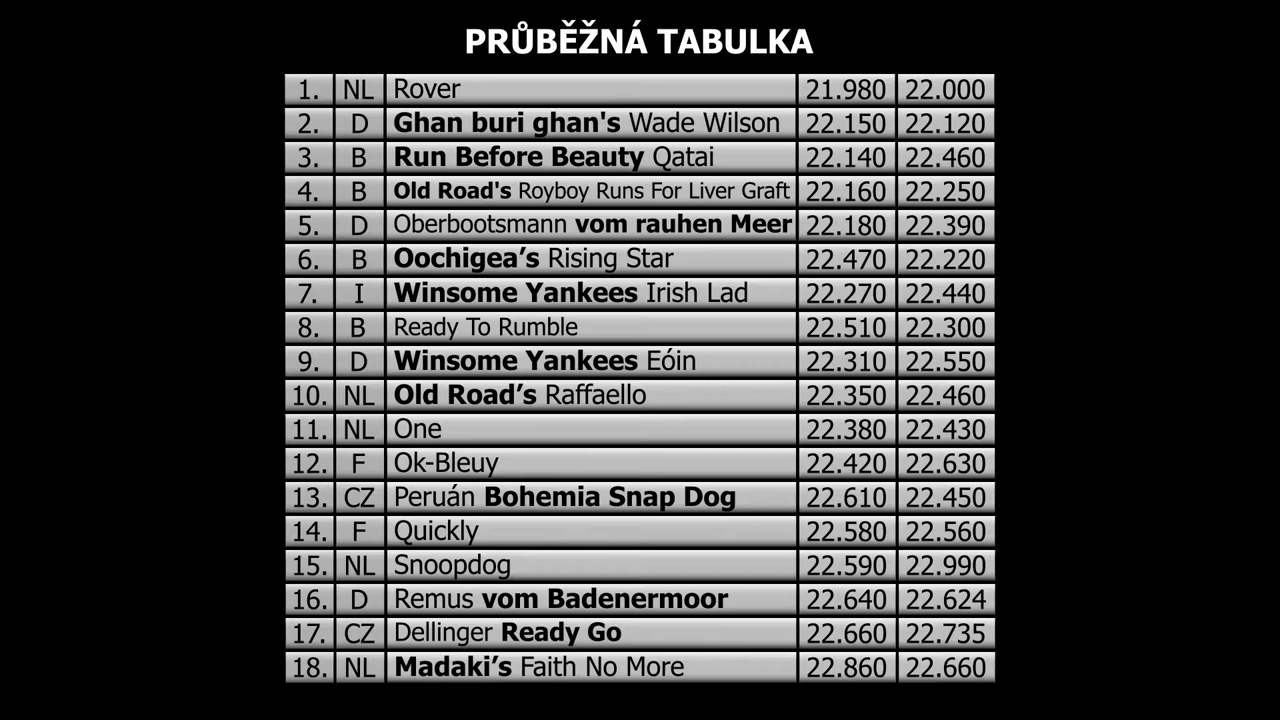 PRŮBĚŽNÁ TABULKA
1. NL Rover 21.980 22.000
2. D Ghan buri ghan's Wade Wilson 22.150 22.120
3. B Run Before Beauty Qatai 22.140 22.460
4. B Old Road's Royboy Runs For Liver Graft 22.160 22.250
5. D Oberbootsmann vom rauhen Meer 22.180 22.390
6. B Oochigea’s Rising Star 22.470 22.220
7. I Winsome Yankees Irish Lad 22.270 22.440
8. B Ready To Rumble 22.510 22.300
9. D Winsome Yankees Eóin 22.310 22.550
10. NL Old Road’s Raffaello 22.350 22.460
11. NL One 22.380 22.430
12. F Ok-Bleuy 22.420 22.630
13. CZ Peruán Bohemia Snap Dog 22.610 22.450
14. F Quickly 22.580 22.560
15. NL Snoopdog 22.590 22.990
16. D Remus vom Badenermoor 22.640 22.624
17. CZ Dellinger Ready Go 22.660 22.735
18. NL Madaki’s Faith No More 22.860 22.660